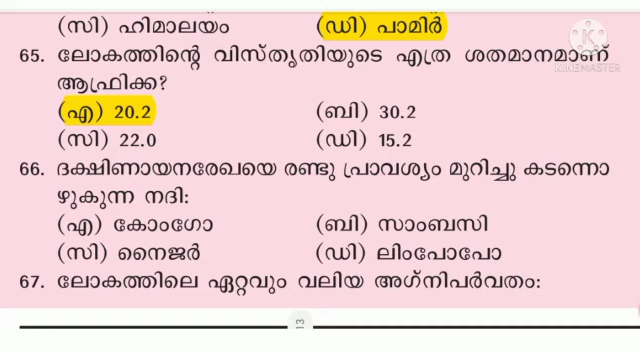 (സി) ഹിമാലയം (ഡി) പാമിർ
65. ലോകത്തിന്റെ വിസ്തൃതിയുടെ എത്ര ശതമാനമാണ്
ആഫ്രിക്ക?
(എ) 20.2 (ബി) 30.2
(സി) 22.0 (ഡി) 15.2
66. ദക്ഷിണായനരേഖയെ രണ്ടു പ്രാവശ്യം മുറിച്ചു കടന്നൊ
ഴുകുന്ന നദി:
(എ) കോംഗോ (ബി) സാംബസി
(സി) നൈജർ (ഡി) ലിംപോപോ
67. ലോകത്തിലെ ഏറ്റവും വലിയ അഗ്നിപർവതം:
13
KINEMASTER